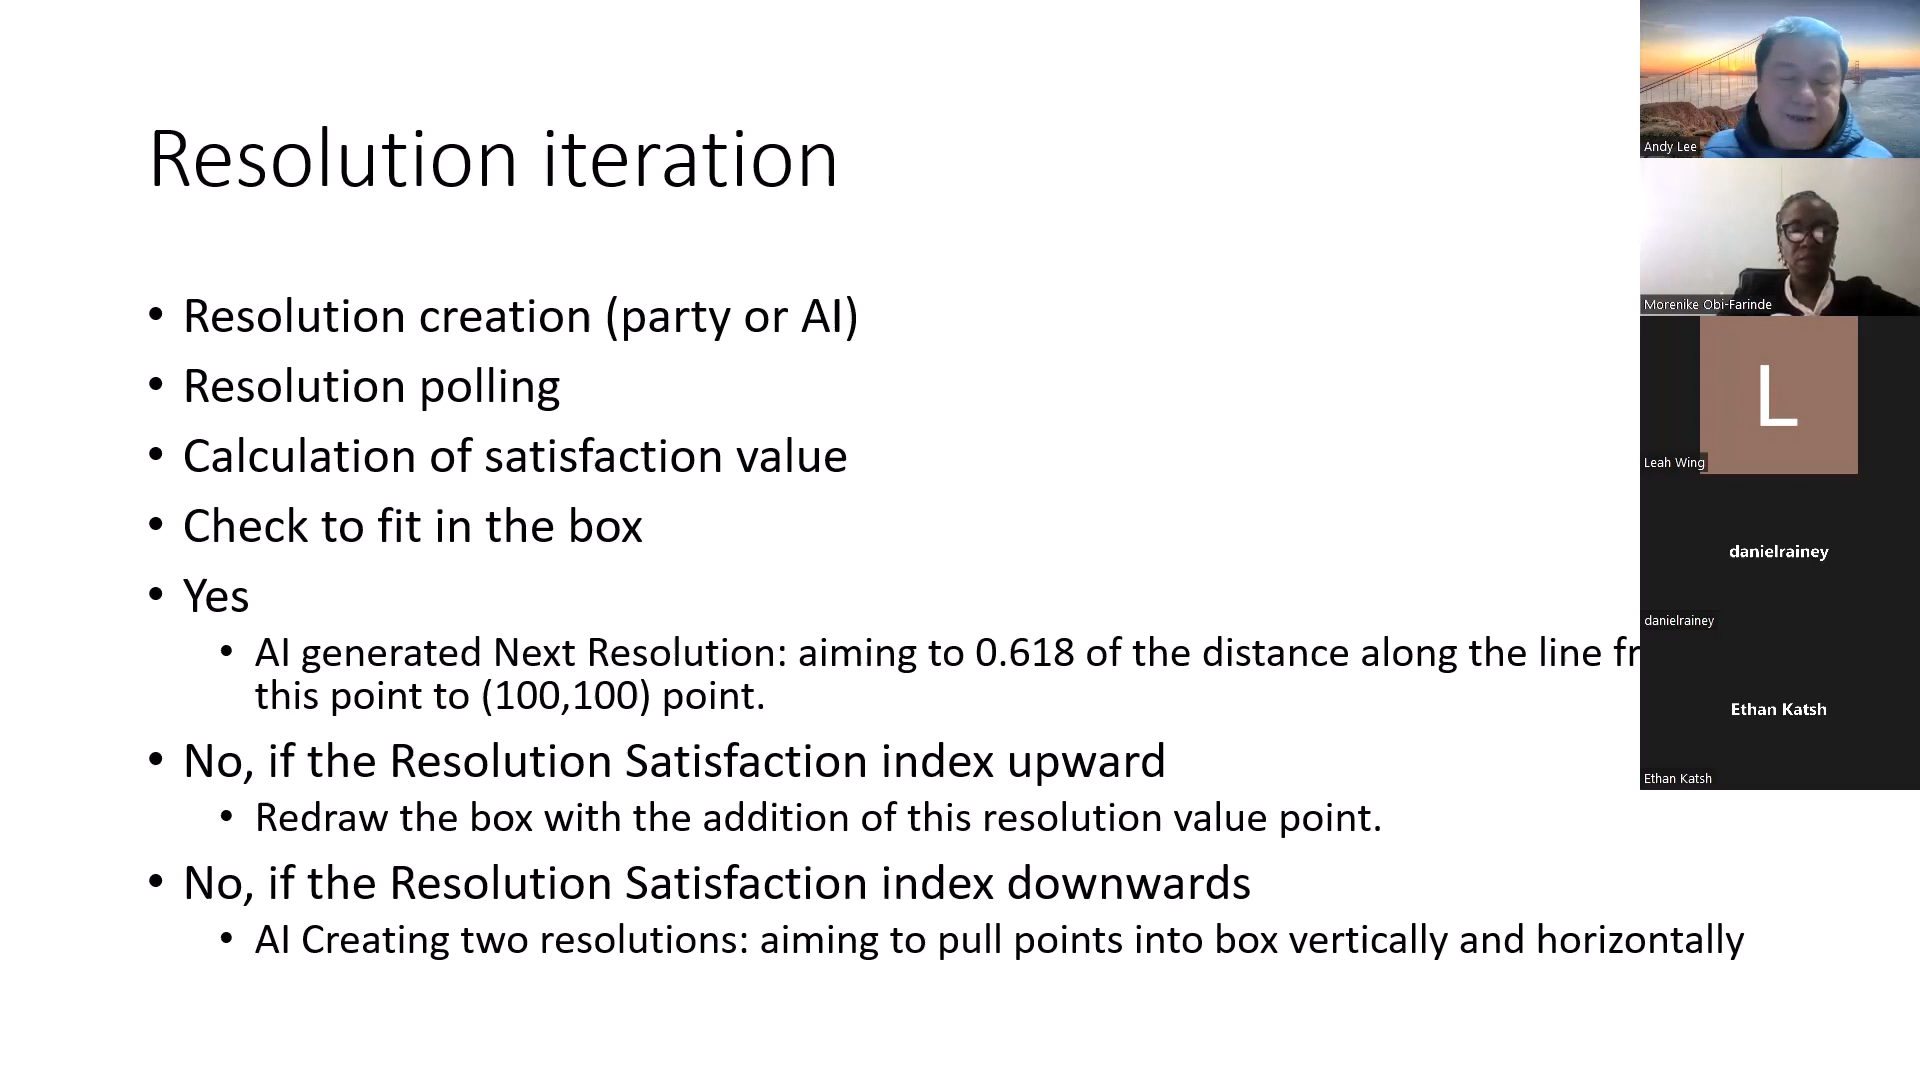 Resolution iteration
• Resolution creation (party or AI)
• Resolution polling
• Calculation of satisfaction value
• Check to fit in the box
• Yes
• AI generated Next Resolution: aiming to 0.618 of the distance along the line fr
this point to (100,100) point.
• No, if the Resolution Satisfaction index upward
• Redraw the box with the addition of this resolution value point.
• No, if the Resolution Satisfaction index downwards
• AI Creating two resolutions: aiming to pull points into box vertically and horizontally
Andy Lee
Morenike Obi-Farinde
L
Leah Wing
danielrainey
danielrainey
Ethan Katsh
Ethan Katsh